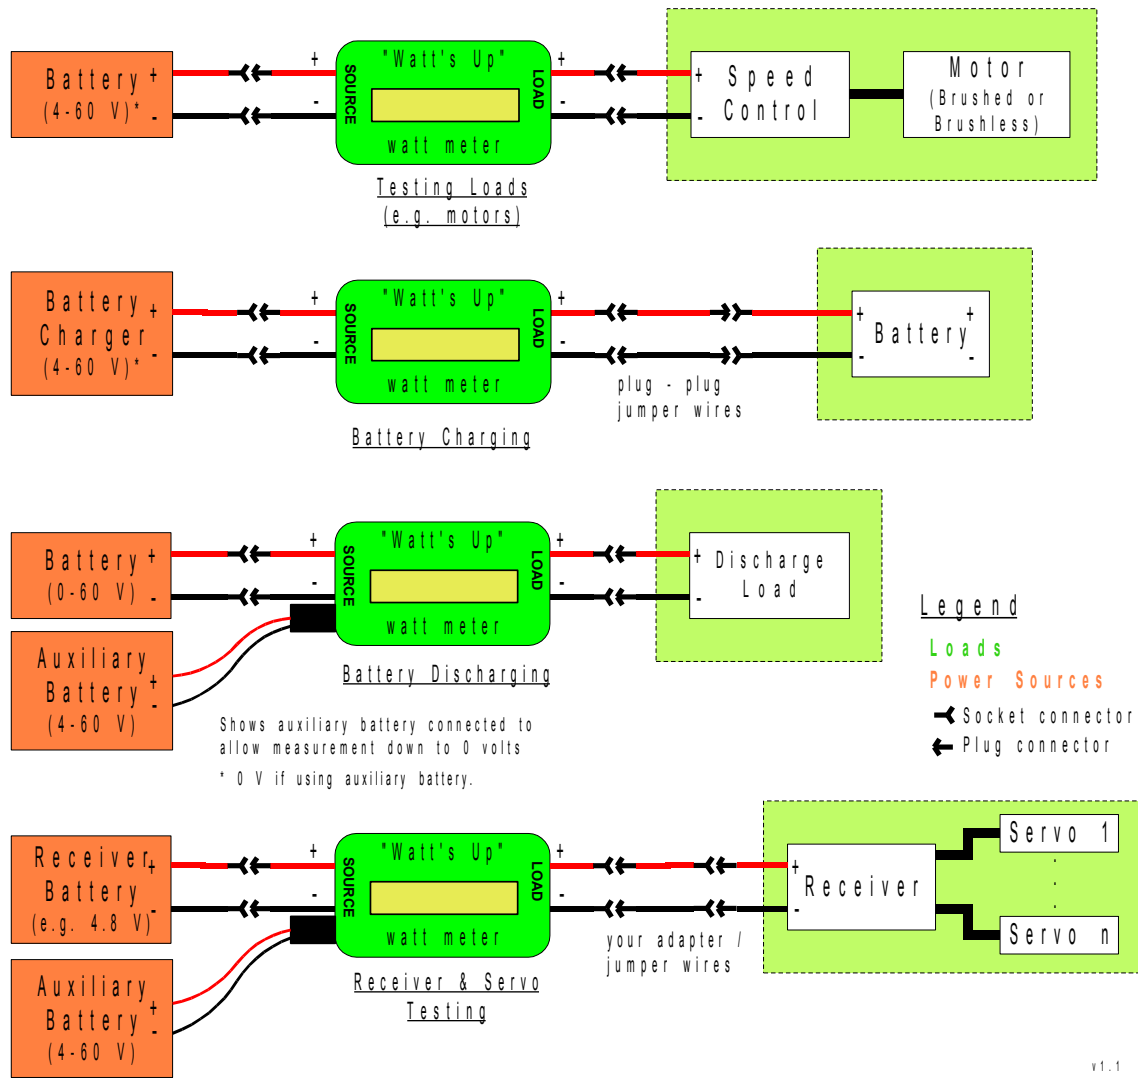 Battery +
(4-60 V)* -
+
-
SOURCE
"Watt's Up"
watt meter
LOAD
+
-
+
-
Speed
Control
Motor
(Brushed or
Brushless)
Testing Loads
(e.g. motors)
Battery +
Charger
(4-60 V)* -
+
-
SOURCE
"Watt's Up"
watt meter
LOAD
+
-
plug - plug
jumper wires
+ +
Battery
- -
Battery Charging
Battery +
(0-60 V) -
Auxiliary
Battery +
(4-60 V) -
+
-
SOURCE
"Watt's Up"
watt meter
LOAD
+
-
+
-
Discharge
Load
Battery Discharging
Shows auxiliary battery connected to
allow measurement down to 0 volts
* 0 V if using auxiliary battery.
Legend
Loads
Power Sources
Socket connector
Plug connector
Receiver +
Battery
(e.g. 4.8 V) -
Auxiliary
Battery +
(4-60 V) -
+
-
SOURCE
"Watt's Up"
watt meter
LOAD
+
-
your adapter /
jumper wires
+
-
Receiver
Servo 1
.
.
.
Servo n
Receiver & Servo
Testing
v1.1